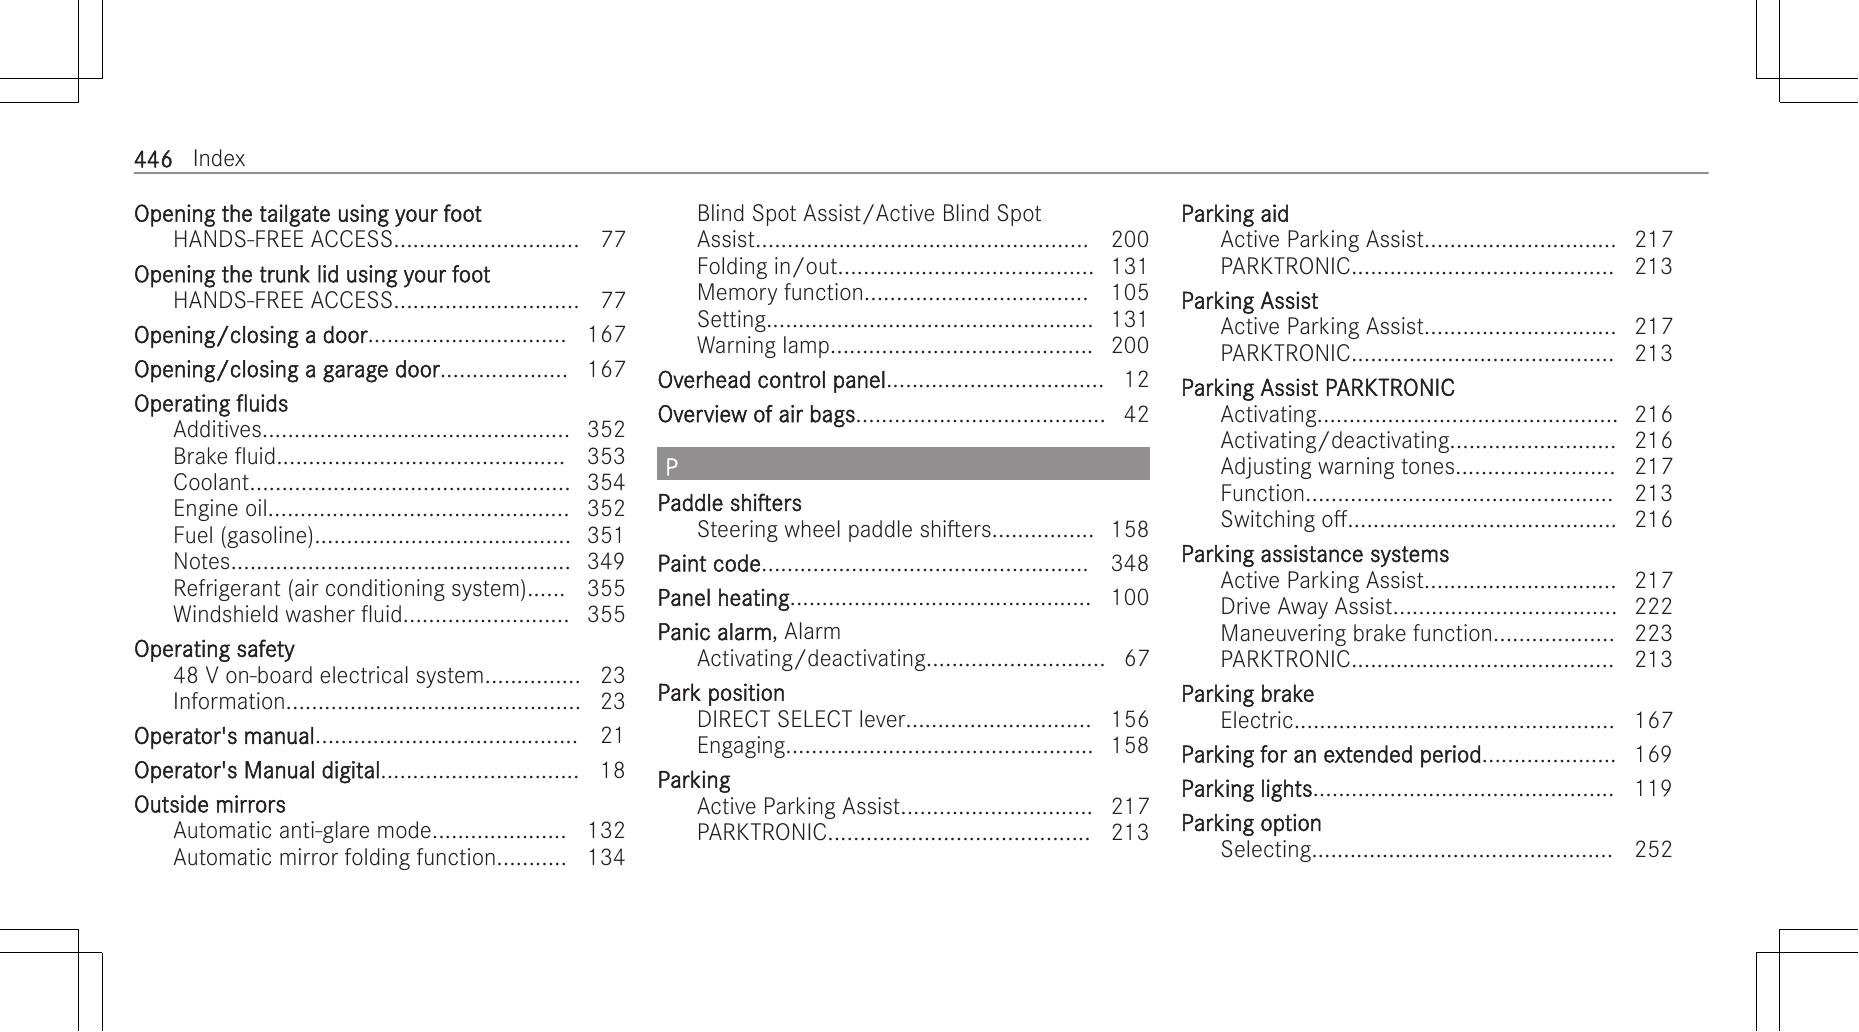 446 Index
Opening the tailgate using your foot
HANDS-FREE ACCESS............................. 77
Opening the trunk lid using your foot
HANDS-FREE ACCESS............................. 77
Opening/closing a door............................... 167
Opening/closing a garage door.................... 167
Operating fluids
Additives................................................ 352
Brake fluid............................................. 353
Coolant.................................................. 354
Engine oil............................................... 352
Fuel (gasoline)........................................ 351
Notes..................................................... 349
Refrigerant (air conditioning system)...... 355
Windshield washer fluid.......................... 355
Operating safety
48 V on-board electrical system............... 23
Information.............................................. 23
Operator's manual......................................... 21
Operator's Manual digital............................... 18
Outside mirrors
Automatic anti-glare mode..................... 132
Automatic mirror folding function........... 134
Blind Spot Assist/Active Blind Spot
Assist.................................................... 200
Folding in/out........................................ 131
Memory function................................... 105
Setting................................................... 131
Warning lamp......................................... 200
Overhead control panel.................................. 12
Overview of air bags....................................... 42
P
Paddle shifters
Steering wheel paddle shifters................ 158
Paint code................................................... 348
Panel heating............................................... 100
Panic alarm, Alarm
Activating/deactivating............................ 67
Park position
DIRECT SELECT lever............................. 156
Engaging................................................ 158
Parking
Active Parking Assist.............................. 217
PARKTRONIC......................................... 213
Parking aid
Active Parking Assist.............................. 217
PARKTRONIC......................................... 213
Parking Assist
Active Parking Assist.............................. 217
PARKTRONIC......................................... 213
Parking Assist PARKTRONIC
Activating............................................... 216
Activating/deactivating.......................... 216
Adjusting warning tones......................... 217
Function................................................ 213
Switching off.......................................... 216
Parking assistance systems
Active Parking Assist.............................. 217
Drive Away Assist................................... 222
Maneuvering brake function................... 223
PARKTRONIC......................................... 213
Parking brake
Electric.................................................. 167
Parking for an extended period..................... 169
Parking lights............................................... 119
Parking option
Selecting............................................... 252